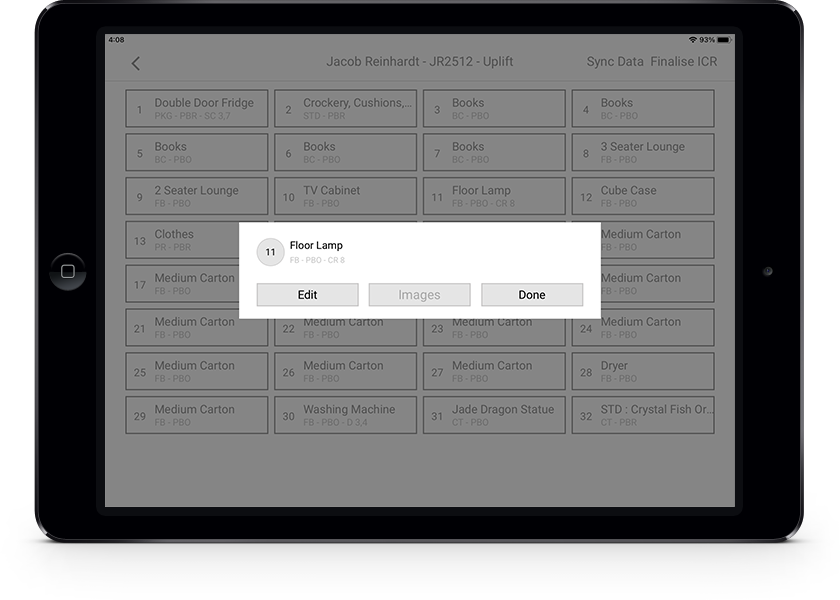 4:08
93%
Jacob Reinhardt - JR2512 - Uplift
Sync Data Finalise ICR
1 Double Door Fridge
PKG - PBR - SC 3,7
2 Crockery, Cushions,...
STD - PBR
3 Books
BC - PBO
4 Books
BC - PBO
5 Books
BC - PBO
6 Books
BC - PBO
7 Books
BC - PBO
8 3 Seater Lounge
FB - PBO
9 2 Seater Lounge
FB - PBO
10 TV Cabinet
FB - PBO
11 Floor Lamp
FB - PBO - CR 8
12 Cube Case
FB - PBO
13 Clothes
PR - PBR
Medium Carton
FB - PBO
11 Floor Lamp
FB - PBO - CR 8
Edit
Images
Done
17 Medium Carton
FB - PBO
Medium Carton
FB - PBO
21 Medium Carton
FB - PBO
22 Medium Carton
FB - PBO
23 Medium Carton
FB - PBO
24 Medium Carton
FB - PBO
25 Medium Carton
FB - PBO
26 Medium Carton
FB - PBO
27 Medium Carton
FB - PBO
28 Dryer
FB - PBO
29 Medium Carton
FB - PBO
30 Washing Machine
FB - PBO - D 3,4
31 Jade Dragon Statue
CT - PBO
32 STD : Crystal Fish Or...
CT - PBR